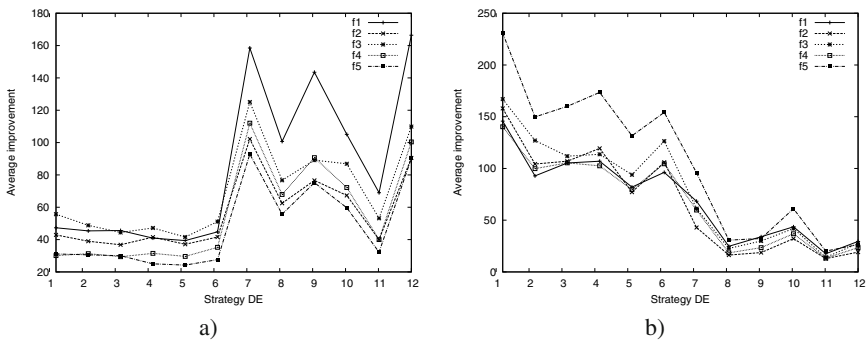 180
160
140
120
100
80
60
40
20
1 2 3 4 5 6 7 8 9 10 11 12
Average improvement
Strategy DE
f1
f2
f3
f4
f5
a)
250
200
150
100
50
0
1 2 3 4 5 6 7 8 9 10 11 12
Average improvement
Strategy DE
f1
f2
f3
f4
f5
b)